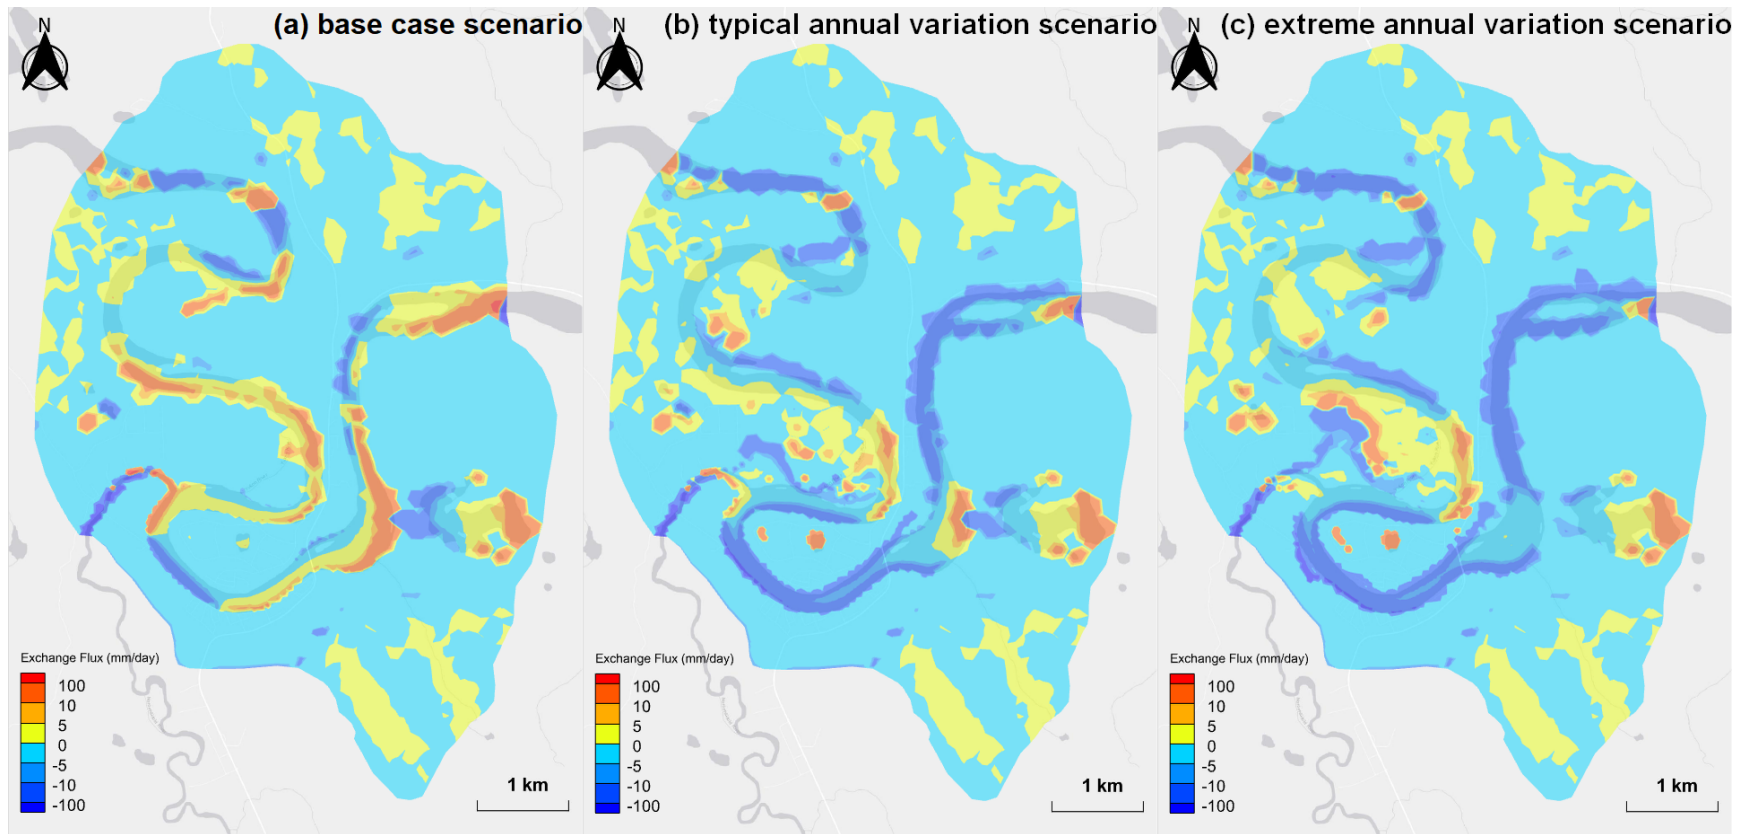 (a) base case scenario
N
Exchange Flux (mm/day)
100
10
5
0
-5
-10
-100
1 km
(b) typical annual variation scenario
N
Exchange Flux (mm/day)
100
10
5
0
-5
-10
-100
1 km
(c) extreme annual variation scenario
N
Exchange Flux (mm/day)
100
10
5
0
-5
-10
-100
1 km